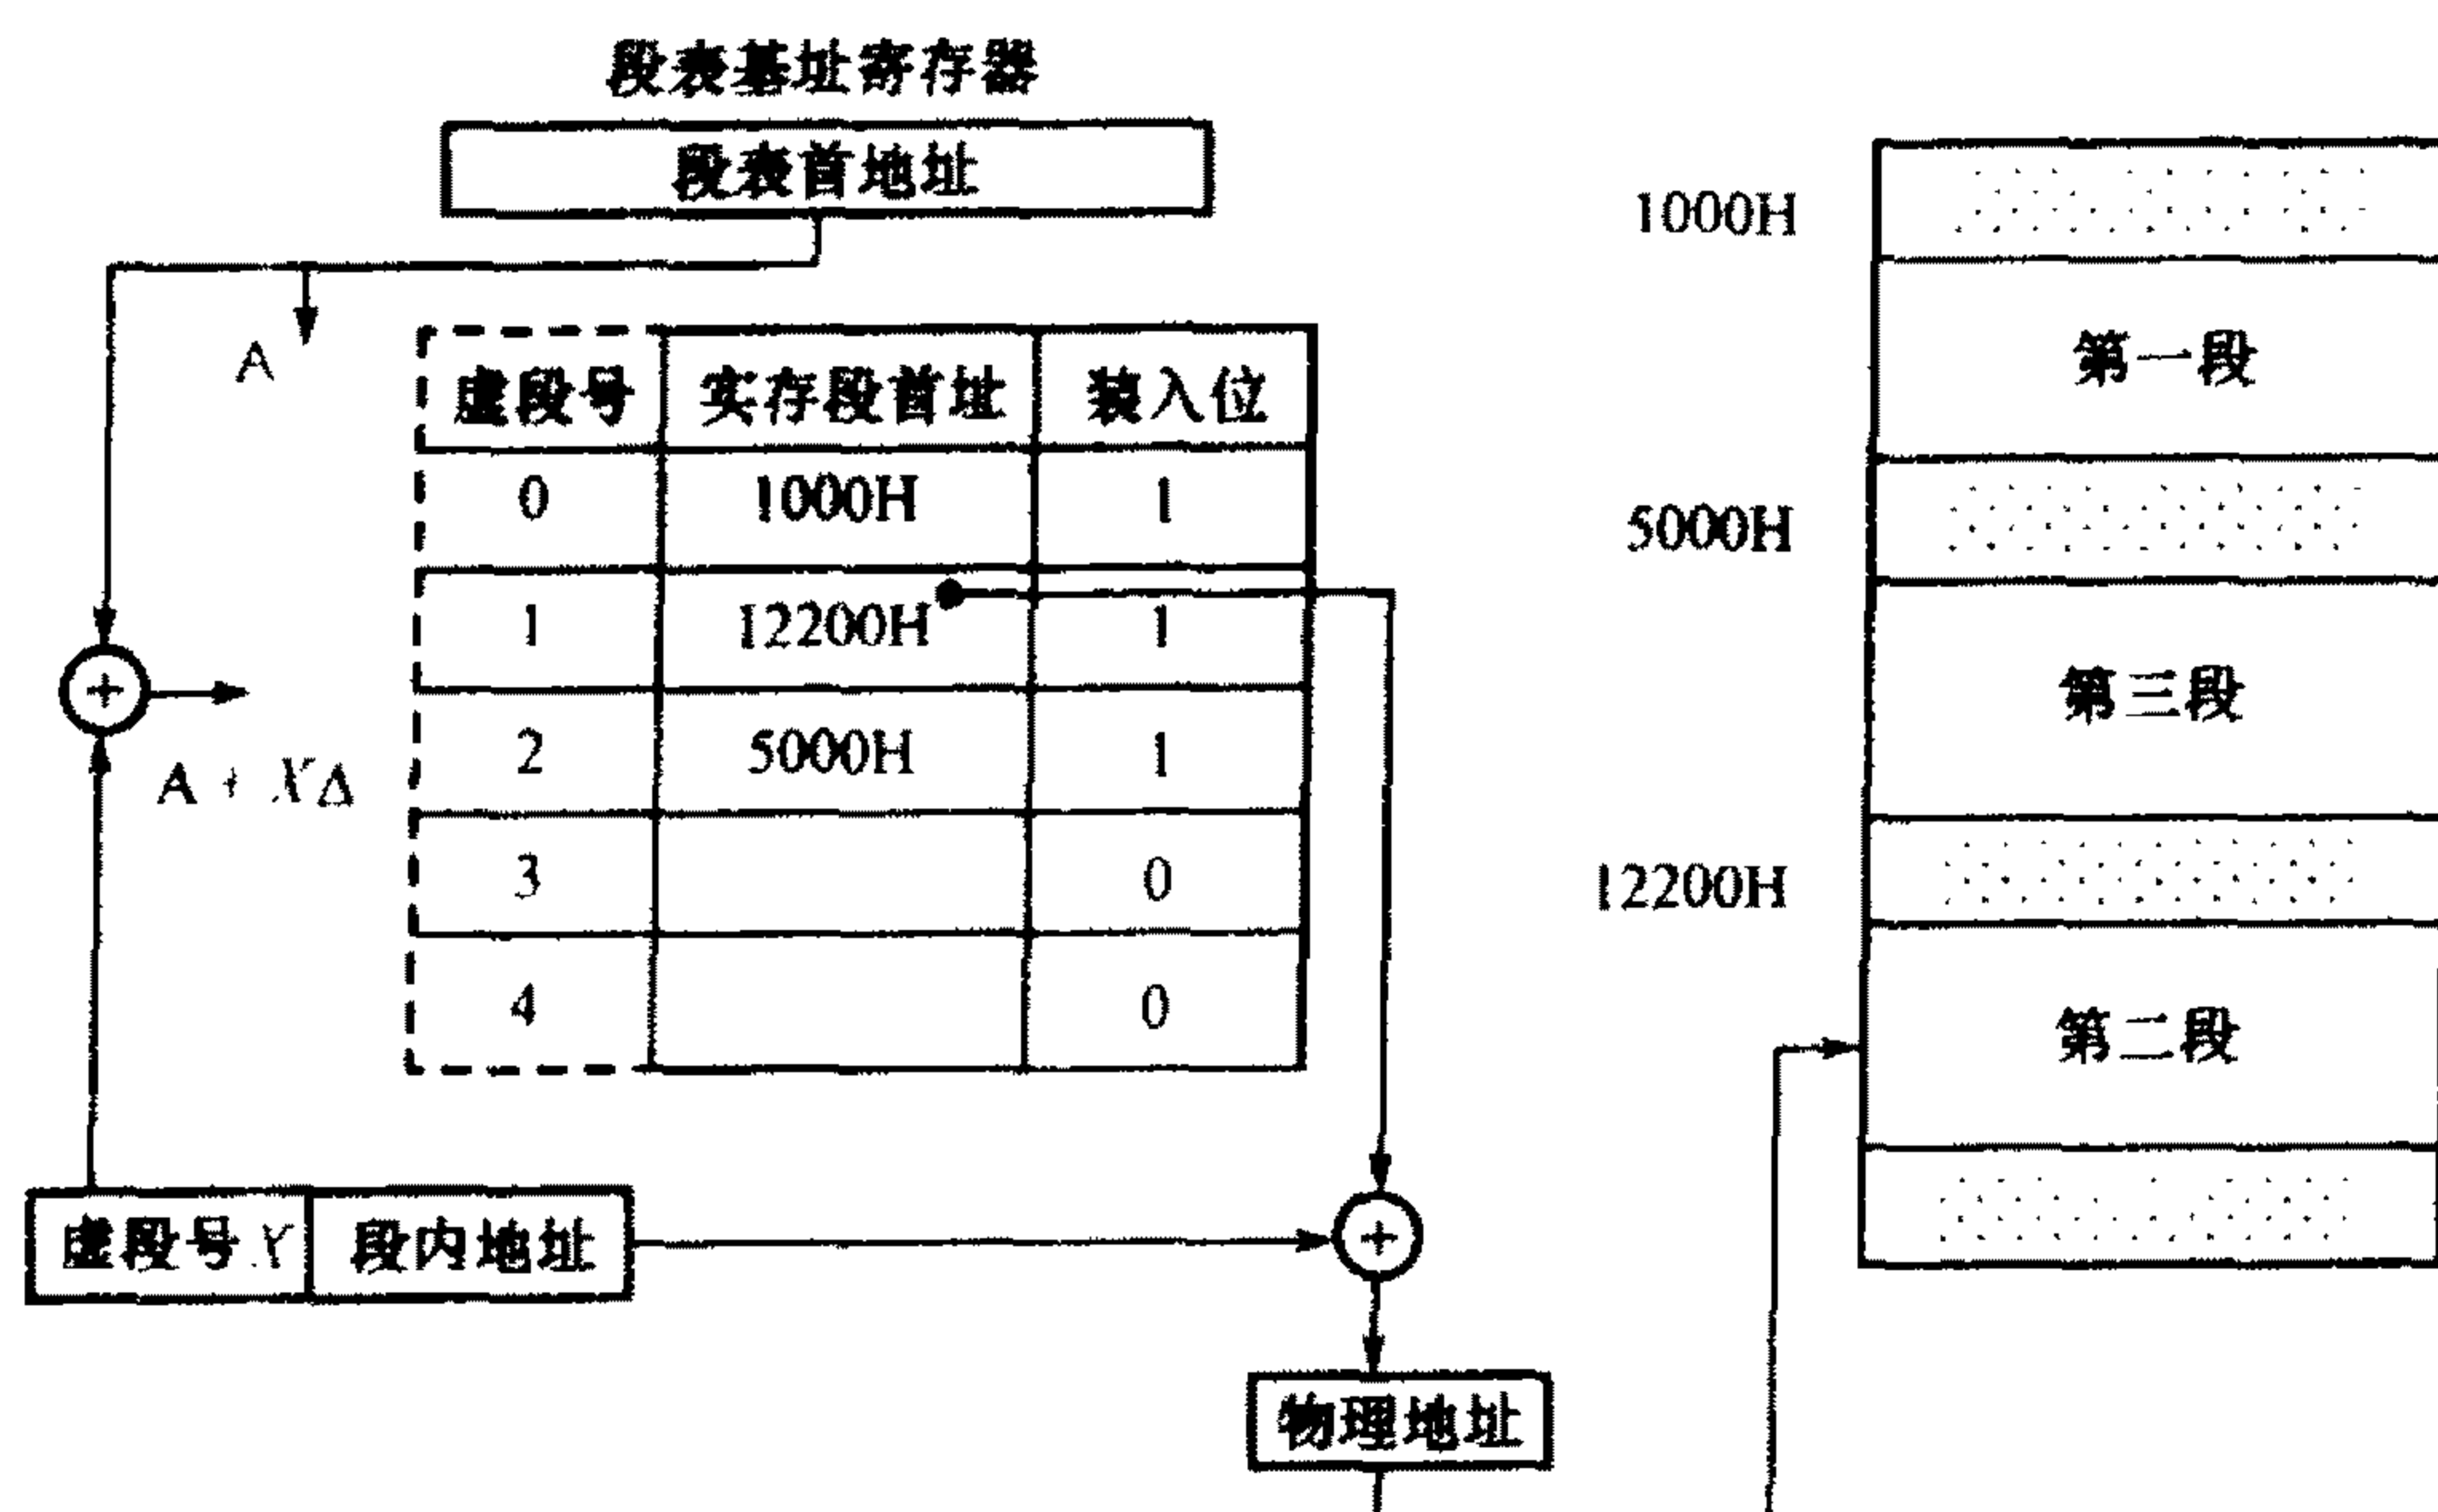 段表基址寄存器
段表首地址
A
虚段号 实存段首址 装入位
0 1000H 1
1 12200H 1
2 5000H 1
3 0
4 0
+
A + XΔ
虚段号X 段内地址
+
物理地址
1000H
第一段
5000H
第三段
12200H
第二段